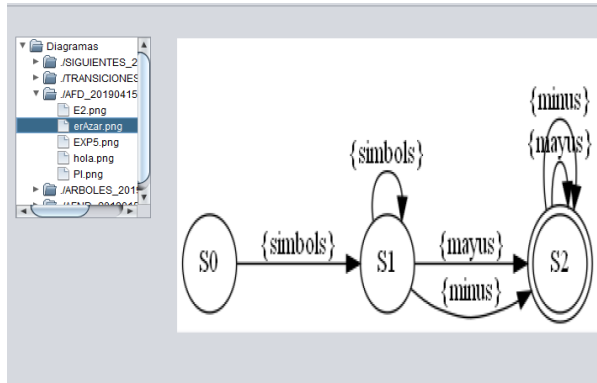 Diagramas
./SIGUIENTES_2
./TRANSICIONES
./AFD_20190415
E2.png
erAzar.png
EXP5.png
hola.png
PI.png
./ARBOLES_201
{simbols}
S0
{simbols}
S1
{mayus}
{minus}
{minus}
{mayus}
S2